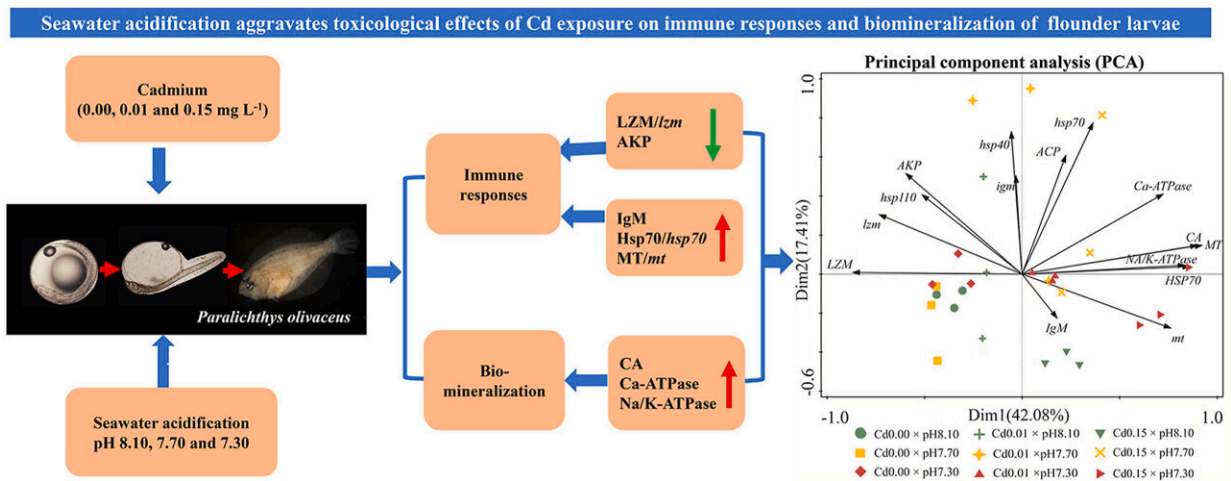 Seawater acidification aggravates toxicological effects of Cd exposure on immune responses and biomineralization of flounder larvae
Cadmium
(0.00, 0.01 and 0.15 mg L⁻¹)
Paralichthys olivaceus
Seawater acidification
pH 8.10, 7.70 and 7.30
Immune
responses
Bio-
mineralization
LZM/lzm
AKP
IgM
Hsp70/hsp70
MT/mt
CA
Ca-ATPase
Na/K-ATPase
Principal component analysis (PCA)
1.0
hsp70
hsp40
ACP
AKP
igm
Ca-ATPase
hsp110
lzm
CA
MT
NA/K-ATPase
LZM
HSP70
IgM
mt
Dim2(17.41%)
-0.6
-1.0
1.0
Dim1(42.08%)
Cd0.00 × pH8.10
Cd0.01 × pH8.10
Cd0.15 × pH8.10
Cd0.00 × pH7.70
Cd0.01 × pH7.70
Cd0.15 × pH7.70
Cd0.00 × pH7.30
Cd0.01 × pH7.30
Cd0.15 × pH7.30